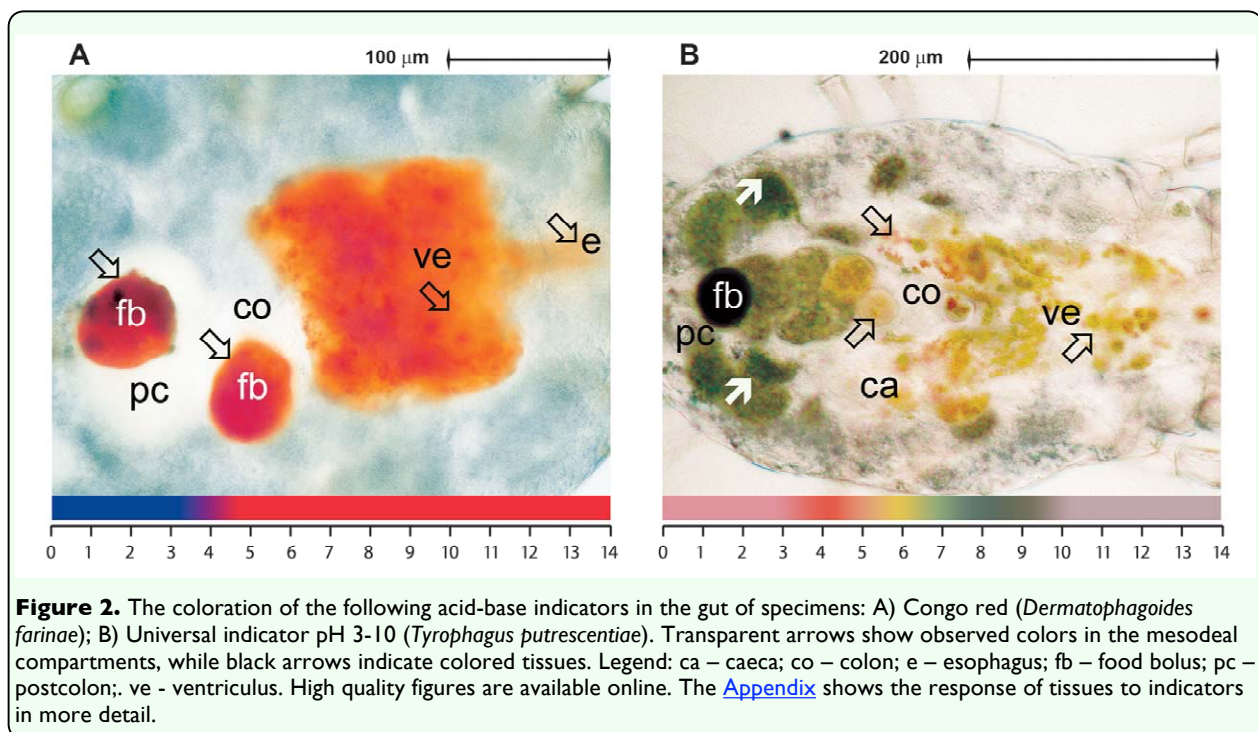 A
100 μm
B
200 μm
e
ve
fb
co
fb
pc
co
fb
ve
pc
ca
0 1 2 3 4 5 6 7 8 9 10 11 12 13 14
0 1 2 3 4 5 6 7 8 9 10 11 12 13 14
Figure 2. The coloration of the following acid-base indicators in the gut of specimens: A) Congo red (Dermatophagoides
farinae); B) Universal indicator pH 3-10 (Tyrophagus putrescentiae). Transparent arrows show observed colors in the mesodeal
compartments, while black arrows indicate colored tissues. Legend: ca – caeca; co – colon; e – esophagus; fb – food bolus; pc –
postcolon;. ve - ventriculus. High quality figures are available online. The Appendix shows the response of tissues to indicators
in more detail.